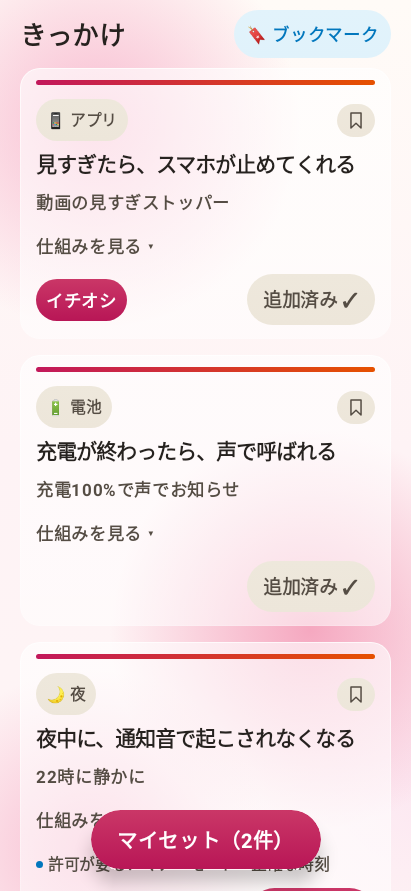 きっかけ
🔖 ブックマーク
📱 アプリ
見すぎたら、スマホが止めてくれる
動画の見すぎストッパー
仕組みを見る ▾
イチオシ
追加済み✓
🔋 電池
充電が終わったら、声で呼ばれる
充電100%で声でお知らせ
仕組みを見る ▾
追加済み✓
🌙 夜
夜中に、通知音で起こされなくなる
22時に静かに
仕組みを
マイセット（2件）
許可が要
時刻